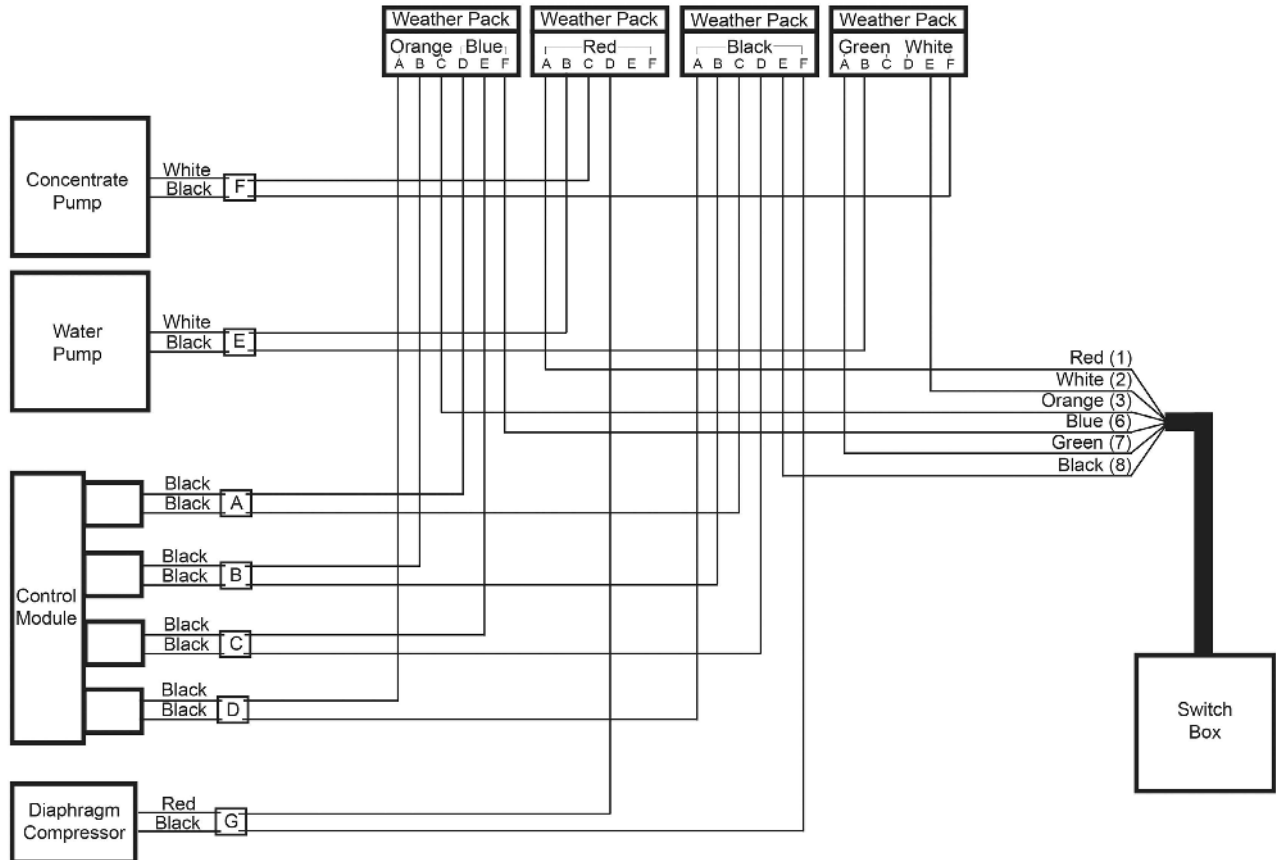 Weather Pack Weather Pack Weather Pack Weather Pack
Orange Blue Red Black Green White
A B C D E F A B C D E F A B C D E F A B C D E F
Concentrate
Pump
White
Black
F
Water
Pump
White
Black
E
Red (1)
White (2)
Orange (3)
Blue (6)
Green (7)
Black (8)
Control
Module
Black
Black
A
Black
Black
B
Black
Black
C
Black
Black
D
Switch
Box
Diaphragm
Compressor
Red
Black
G